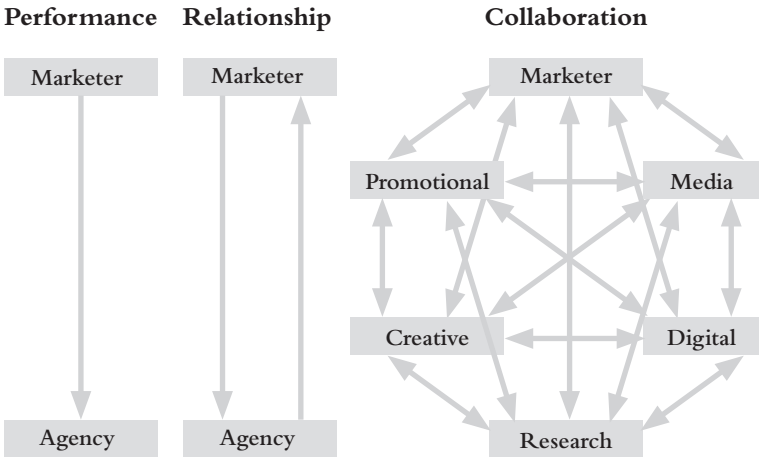 Performance
Relationship
Collaboration
Marketer
Marketer
Marketer
Promotional
Media
Creative
Digital
Agency
Agency
Research